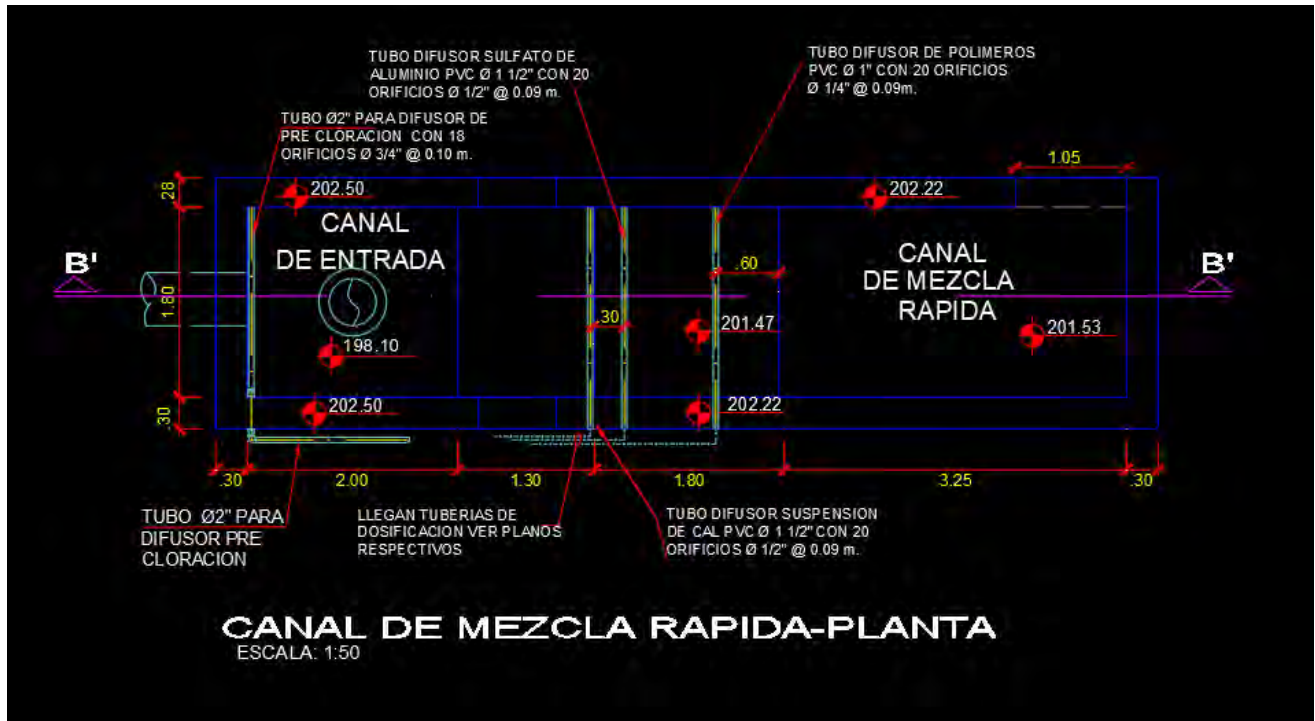 TUBO DIFUSOR SULFATO DE
ALUMINIO PVC Ø 1 1/2" CON 20
ORIFICIOS Ø 1/2" @ 0.09 m.
TUBO DIFUSOR DE POLIMEROS
PVC Ø 1" CON 20 ORIFICIOS
Ø 1/4" @ 0.09m.
TUBO Ø2" PARA DIFUSOR DE
PRE CLORACION CON 18
ORIFICIOS Ø 3/4" @ 0.10 m.
1.05
.28
202.50
202.22
CANAL
DE ENTRADA
CANAL
DE MEZCLA
RAPIDA
B'
B'
.60
1.80
.30
201.47
201.53
198.10
202.50
202.22
.30
.30
2.00
1.30
1.80
3.25
.30
TUBO Ø2" PARA
DIFUSOR PRE
CLORACION
LLEGAN TUBERIAS DE
DOSIFICACION VER PLANOS
RESPECTIVOS
TUBO DIFUSOR SUSPENSION
DE CAL PVC Ø 1 1/2" CON 20
ORIFICIOS Ø 1/2" @ 0.09 m.
CANAL DE MEZCLA RAPIDA-PLANTA
ESCALA: 1:50